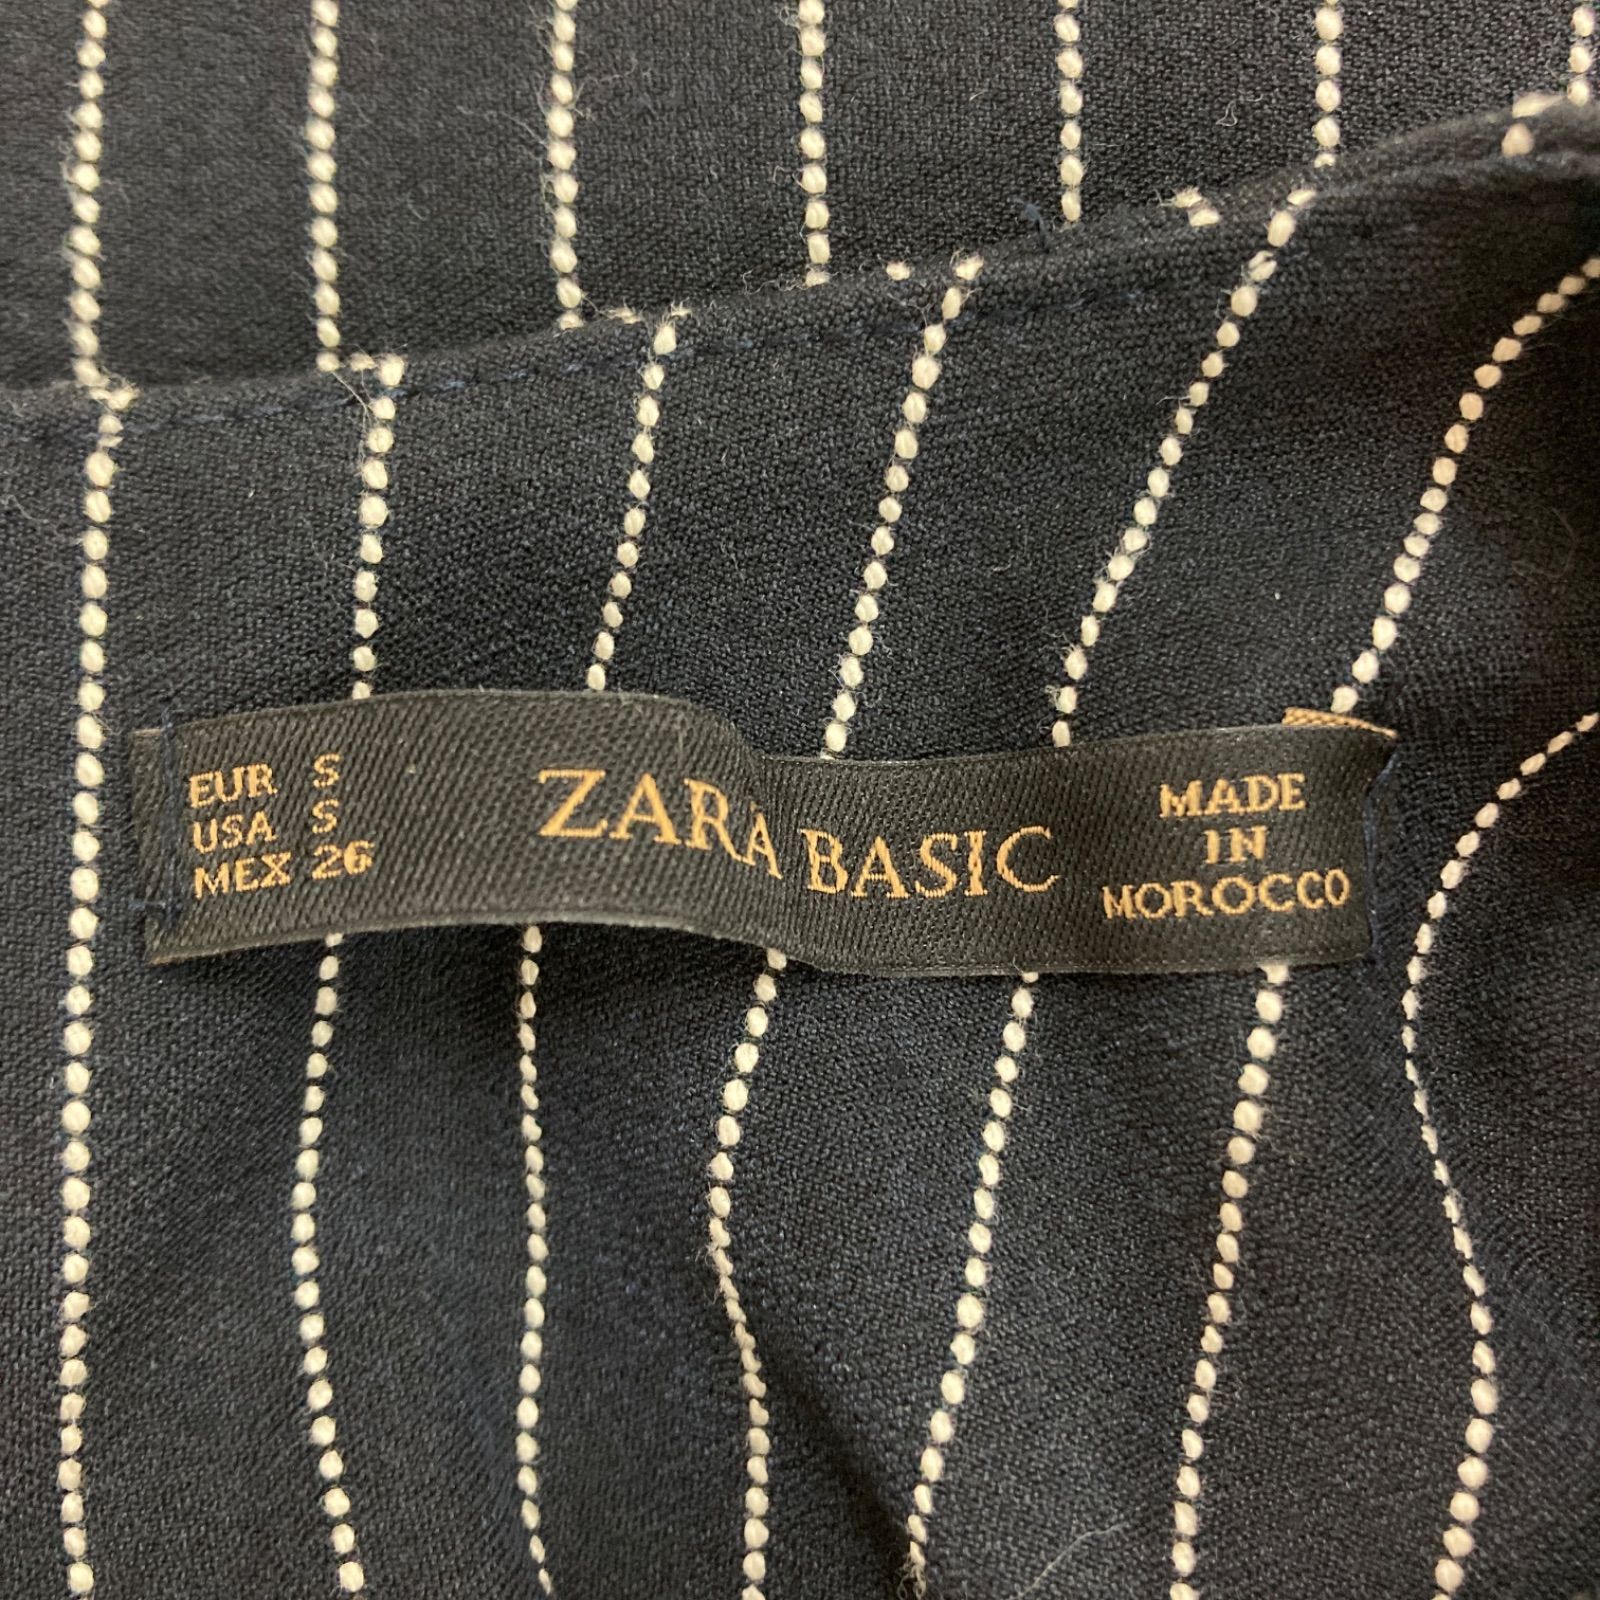 EUR S
USA S
MEX 26
ZARA BASIC
MADE
IN
MOROCCO